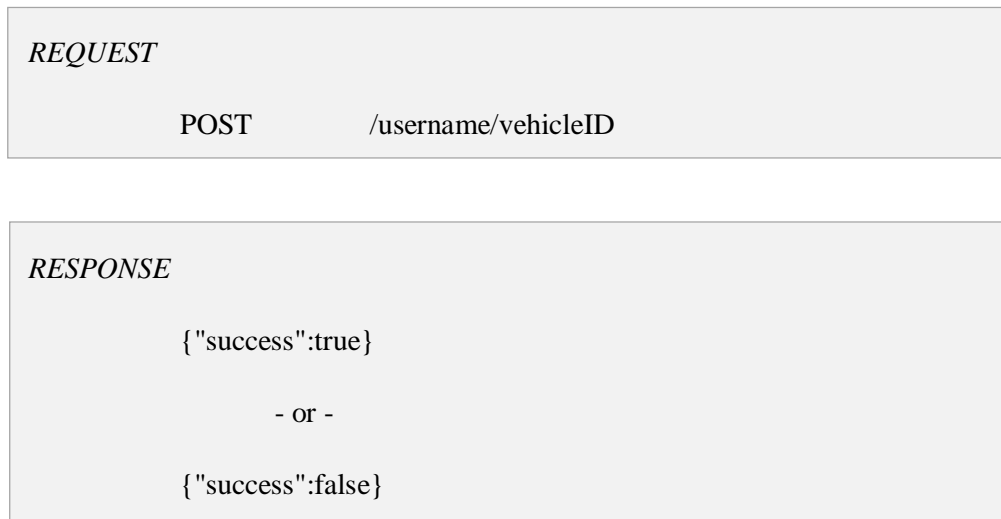 REQUEST
POST /username/vehicleID
RESPONSE
{"success":true}
- or -
{"success":false}